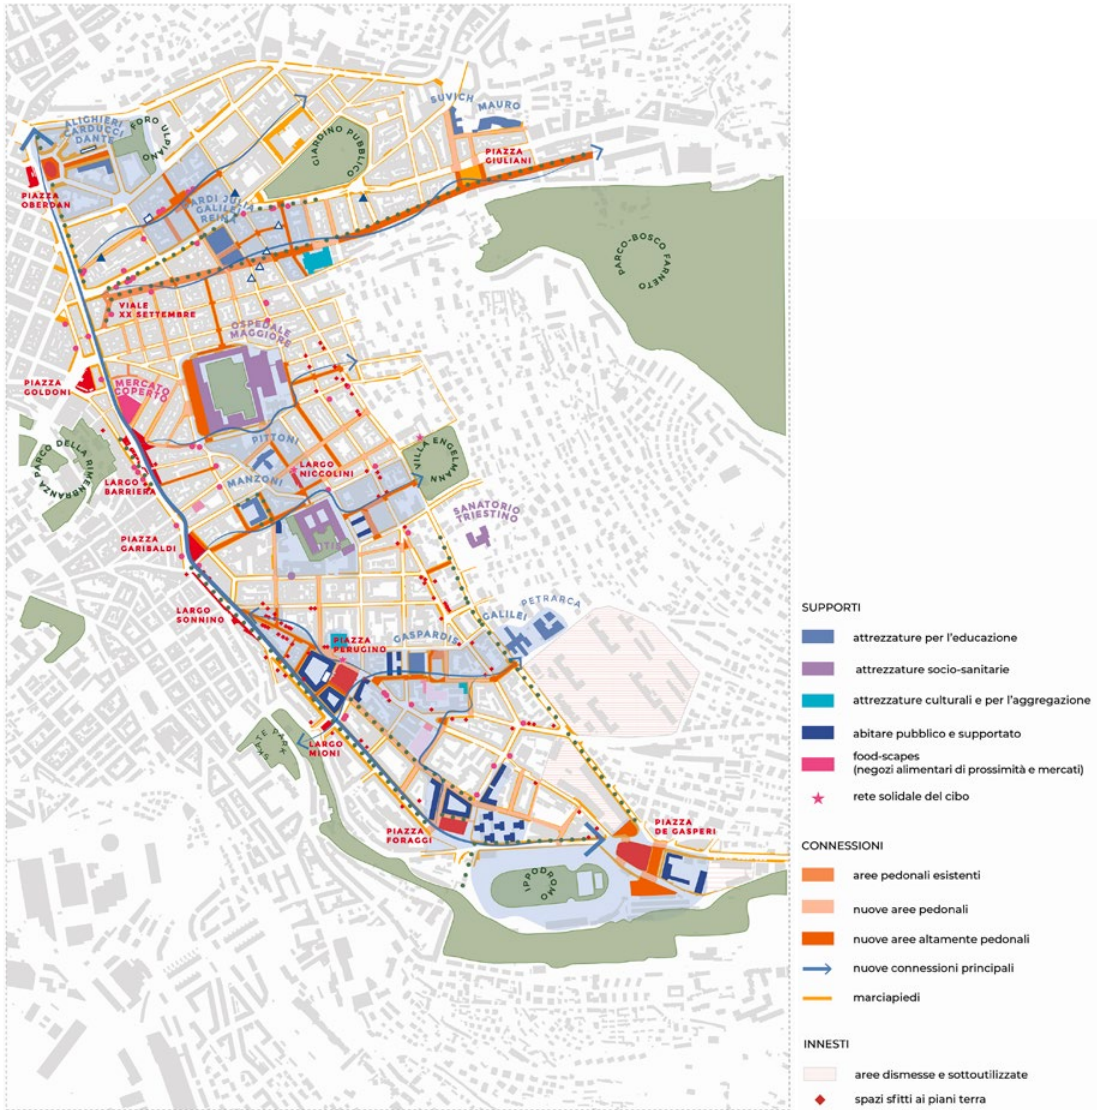 SUVICH MAURO
ALIGHIERI
CARDUCCI
DANTE
FORO ULPIANO
GIARDINO PUBBLICO
PIAZZA
GIULIANI
PIAZZA
OBERDAN
GALILEI
PARCO-BOSCO FARNETO
VIALE
XX SETTEMBRE
OSPEDALE
MAGGIORE
PIAZZA
GOLDONI
MERCATO
COPERTO
PARCO DELLA RIMEMBRANZA
PITTONI
VILLA ENGELMANN
LARGO
NICCOLINI
LARGO
BARRIERA
MANZONI
SANATORIO
TRIESTINO
PIAZZA
GARIBALDI
ITIS
LARGO
SONNINO
PETRARCA
GALILEI
GASPARDIS
PIAZZA
PERUGINO
SKATE PARK
LARGO
MIONI
PIAZZA
FORAGGI
PIAZZA
DE GASPERI
IPPODROMO
SUPPORTI
attrezzature per l'educazione
attrezzature socio-sanitarie
attrezzature culturali e per l'aggregazione
abitare pubblico e supportato
food-scapes
(negozi alimentari di prossimità e mercati)
rete solidale del cibo
CONNESSIONI
aree pedonali esistenti
nuove aree pedonali
nuove aree altamente pedonali
nuove connessioni principali
marciapiedi
INNESTI
aree dismesse e sottoutilizzate
spazi sfitti ai piani terra